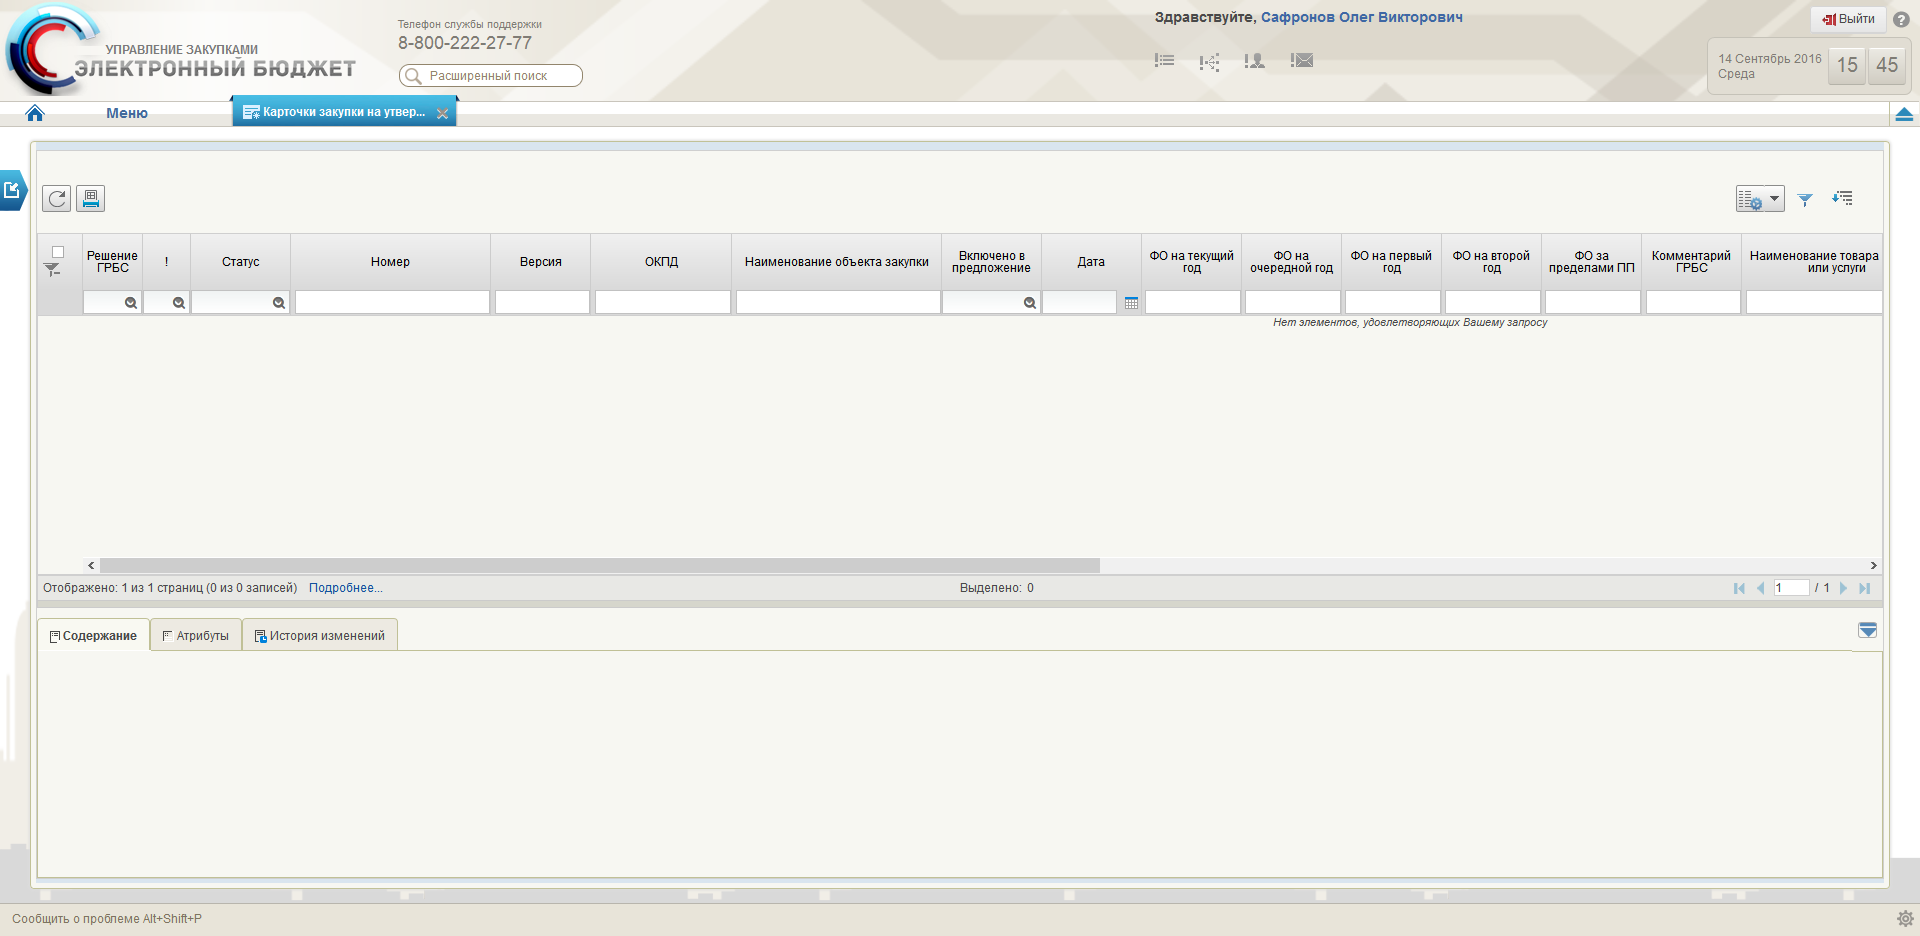 УПРАВЛЕНИЕ ЗАКУПКАМИ
ЭЛЕКТРОННЫЙ БЮДЖЕТ
Телефон службы поддержки
8-800-222-27-77
Расширенный поиск
Здравствуйте, Сафронов Олег Викторович
Выйти
?
14 Сентябрь 2016
Среда
15 45
Меню
Карточки закупки на утвер...
Решение ГРБС
!
Статус
Номер
Версия
ОКПД
Наименование объекта закупки
Включено в предложение
Дата
ФО на текущий год
ФО на очередной год
ФО на первый год
ФО на второй год
ФО за пределами ПП
Комментарий ГРБС
Наименование товара или услуги
Нет элементов, удовлетворяющих Вашему запросу
Отображено: 1 из 1 страниц (0 из 0 записей) Подробнее...
Выделено: 0
1 / 1
Содержание
Атрибуты
История изменений
Сообщить о проблеме Alt+Shift+P